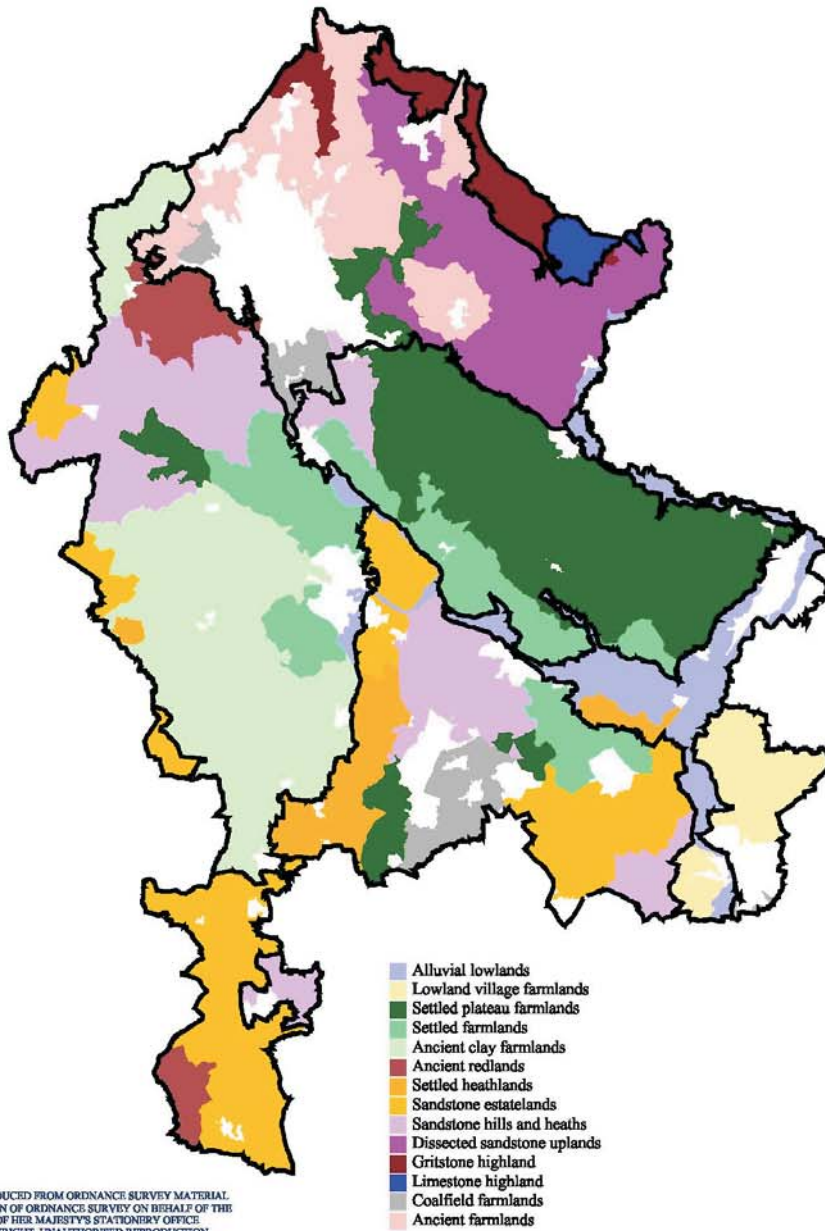 Alluvial lowlands
Lowland village farmlands
Settled plateau farmlands
Settled farmlands
Ancient clay farmlands
Ancient redlands
Settled heathlands
Sandstone estatelands
Sandstone hills and heaths
Dissected sandstone uplands
Gritstone highland
Limestone highland
Coalfield farmlands
Ancient farmlands
DUCED FROM ORDNANCE SURVEY MATERIAL
N OF ORDNANCE SURVEY ON BEHALF OF THE
OF HER MAJESTY'S STATIONERY OFFICE